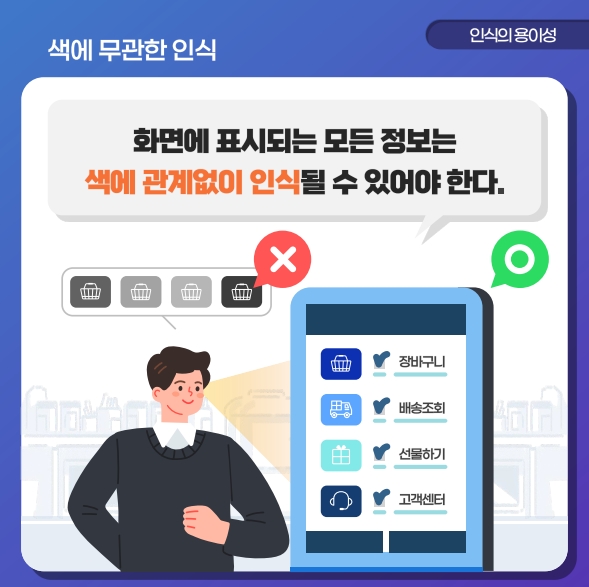 인식의 용이성
색에 무관한 인식
화면에 표시되는 모든 정보는
색에 관계없이 인식될 수 있어야 한다.
장바구니
배송조회
선물하기
고객센터